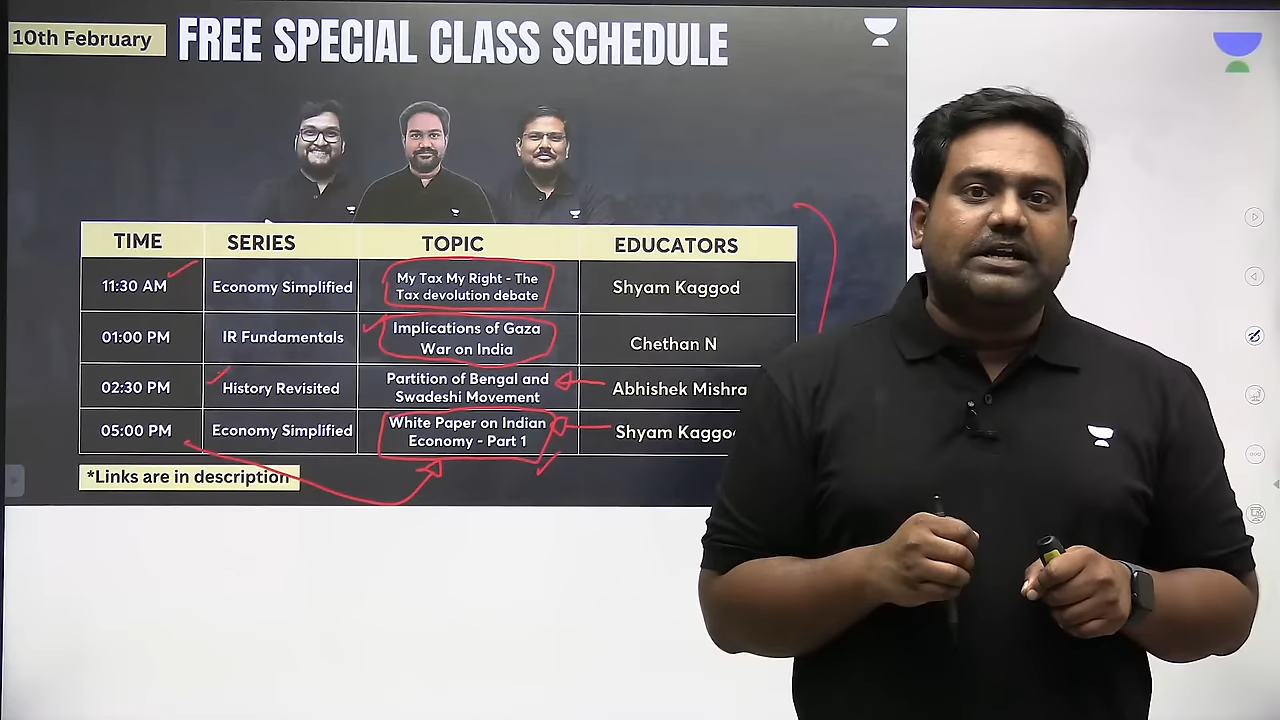 10th February
FREE SPECIAL CLASS SCHEDULE
TIME SERIES TOPIC EDUCATORS
11:30 AM Economy Simplified My Tax My Right - The
Tax devolution debate Shyam Kaggod
01:00 PM IR Fundamentals Implications of Gaza
War on India Chethan N
02:30 PM History Revisited Partition of Bengal and
Swadeshi Movement Abhishek Mishra
05:00 PM Economy Simplified White Paper on Indian
Economy - Part 1 Shyam Kaggo
*Links are in description